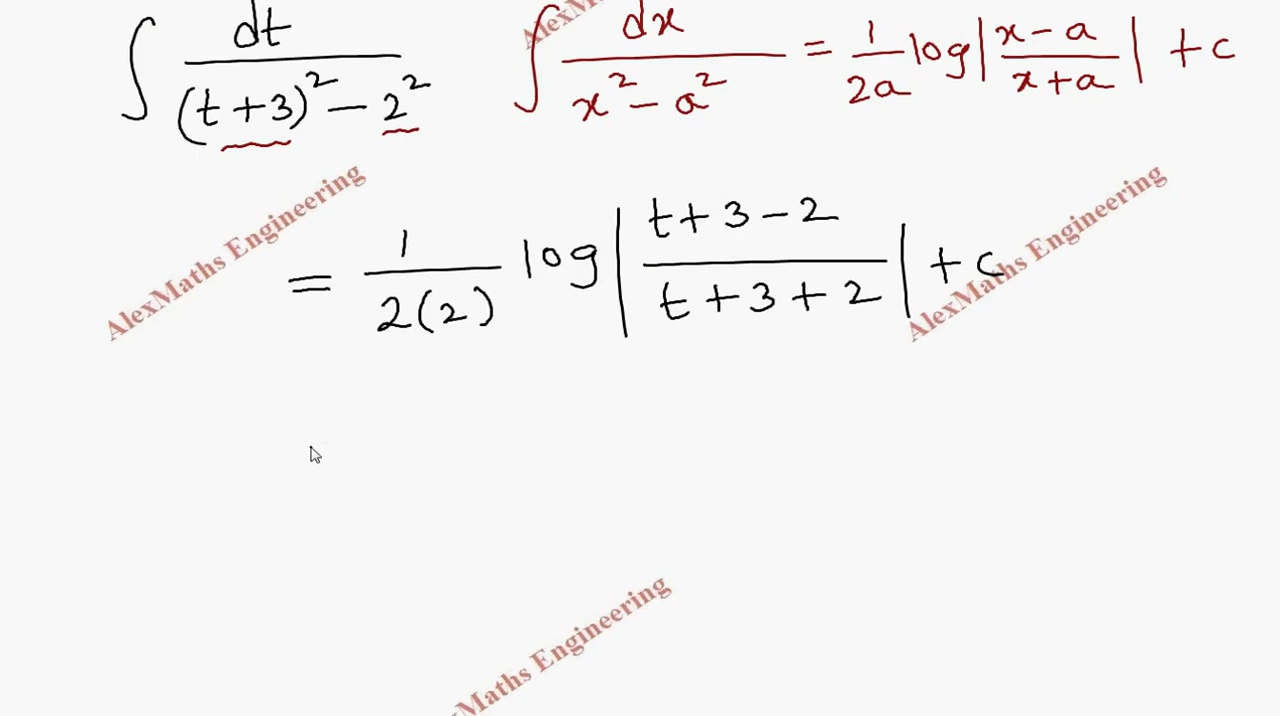 ∫ dt / ((t+3)² − 2²)   ∫ dx / (x² − a²) = 1/2a log|(x−a)/(x+a)| + c
= 1/2(2) log|(t+3−2)/(t+3+2)| + c
AlexMaths Engineering
AlexMaths Engineering
AlexMaths Engineering